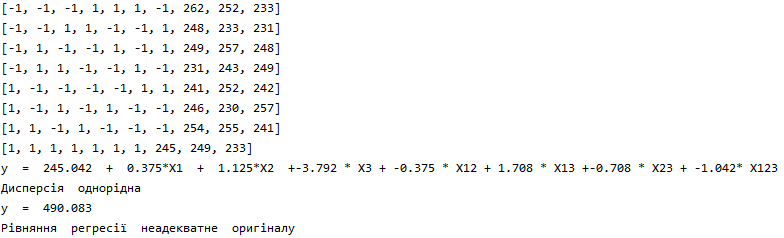 [-1, -1, -1, 1, 1, 1, -1, 262, 252, 233]
[-1, -1, 1, 1, -1, -1, 1, 248, 233, 231]
[-1, 1, -1, -1, 1, -1, 1, 249, 257, 248]
[-1, 1, 1, -1, -1, 1, -1, 231, 243, 249]
[1, -1, -1, -1, -1, 1, 1, 241, 252, 242]
[1, -1, 1, -1, 1, -1, -1, 246, 230, 257]
[1, 1, -1, 1, -1, -1, -1, 254, 255, 241]
[1, 1, 1, 1, 1, 1, 1, 245, 249, 233]
y = 245.042 + 0.375*X1 + 1.125*X2 +-3.792 * X3 + -0.375 * X12 + 1.708 * X13 +-0.708 * X23 + -1.042* X123
Дисперсія однорідна
y = 490.083
Рівняння регресії неадекватне оригіналу